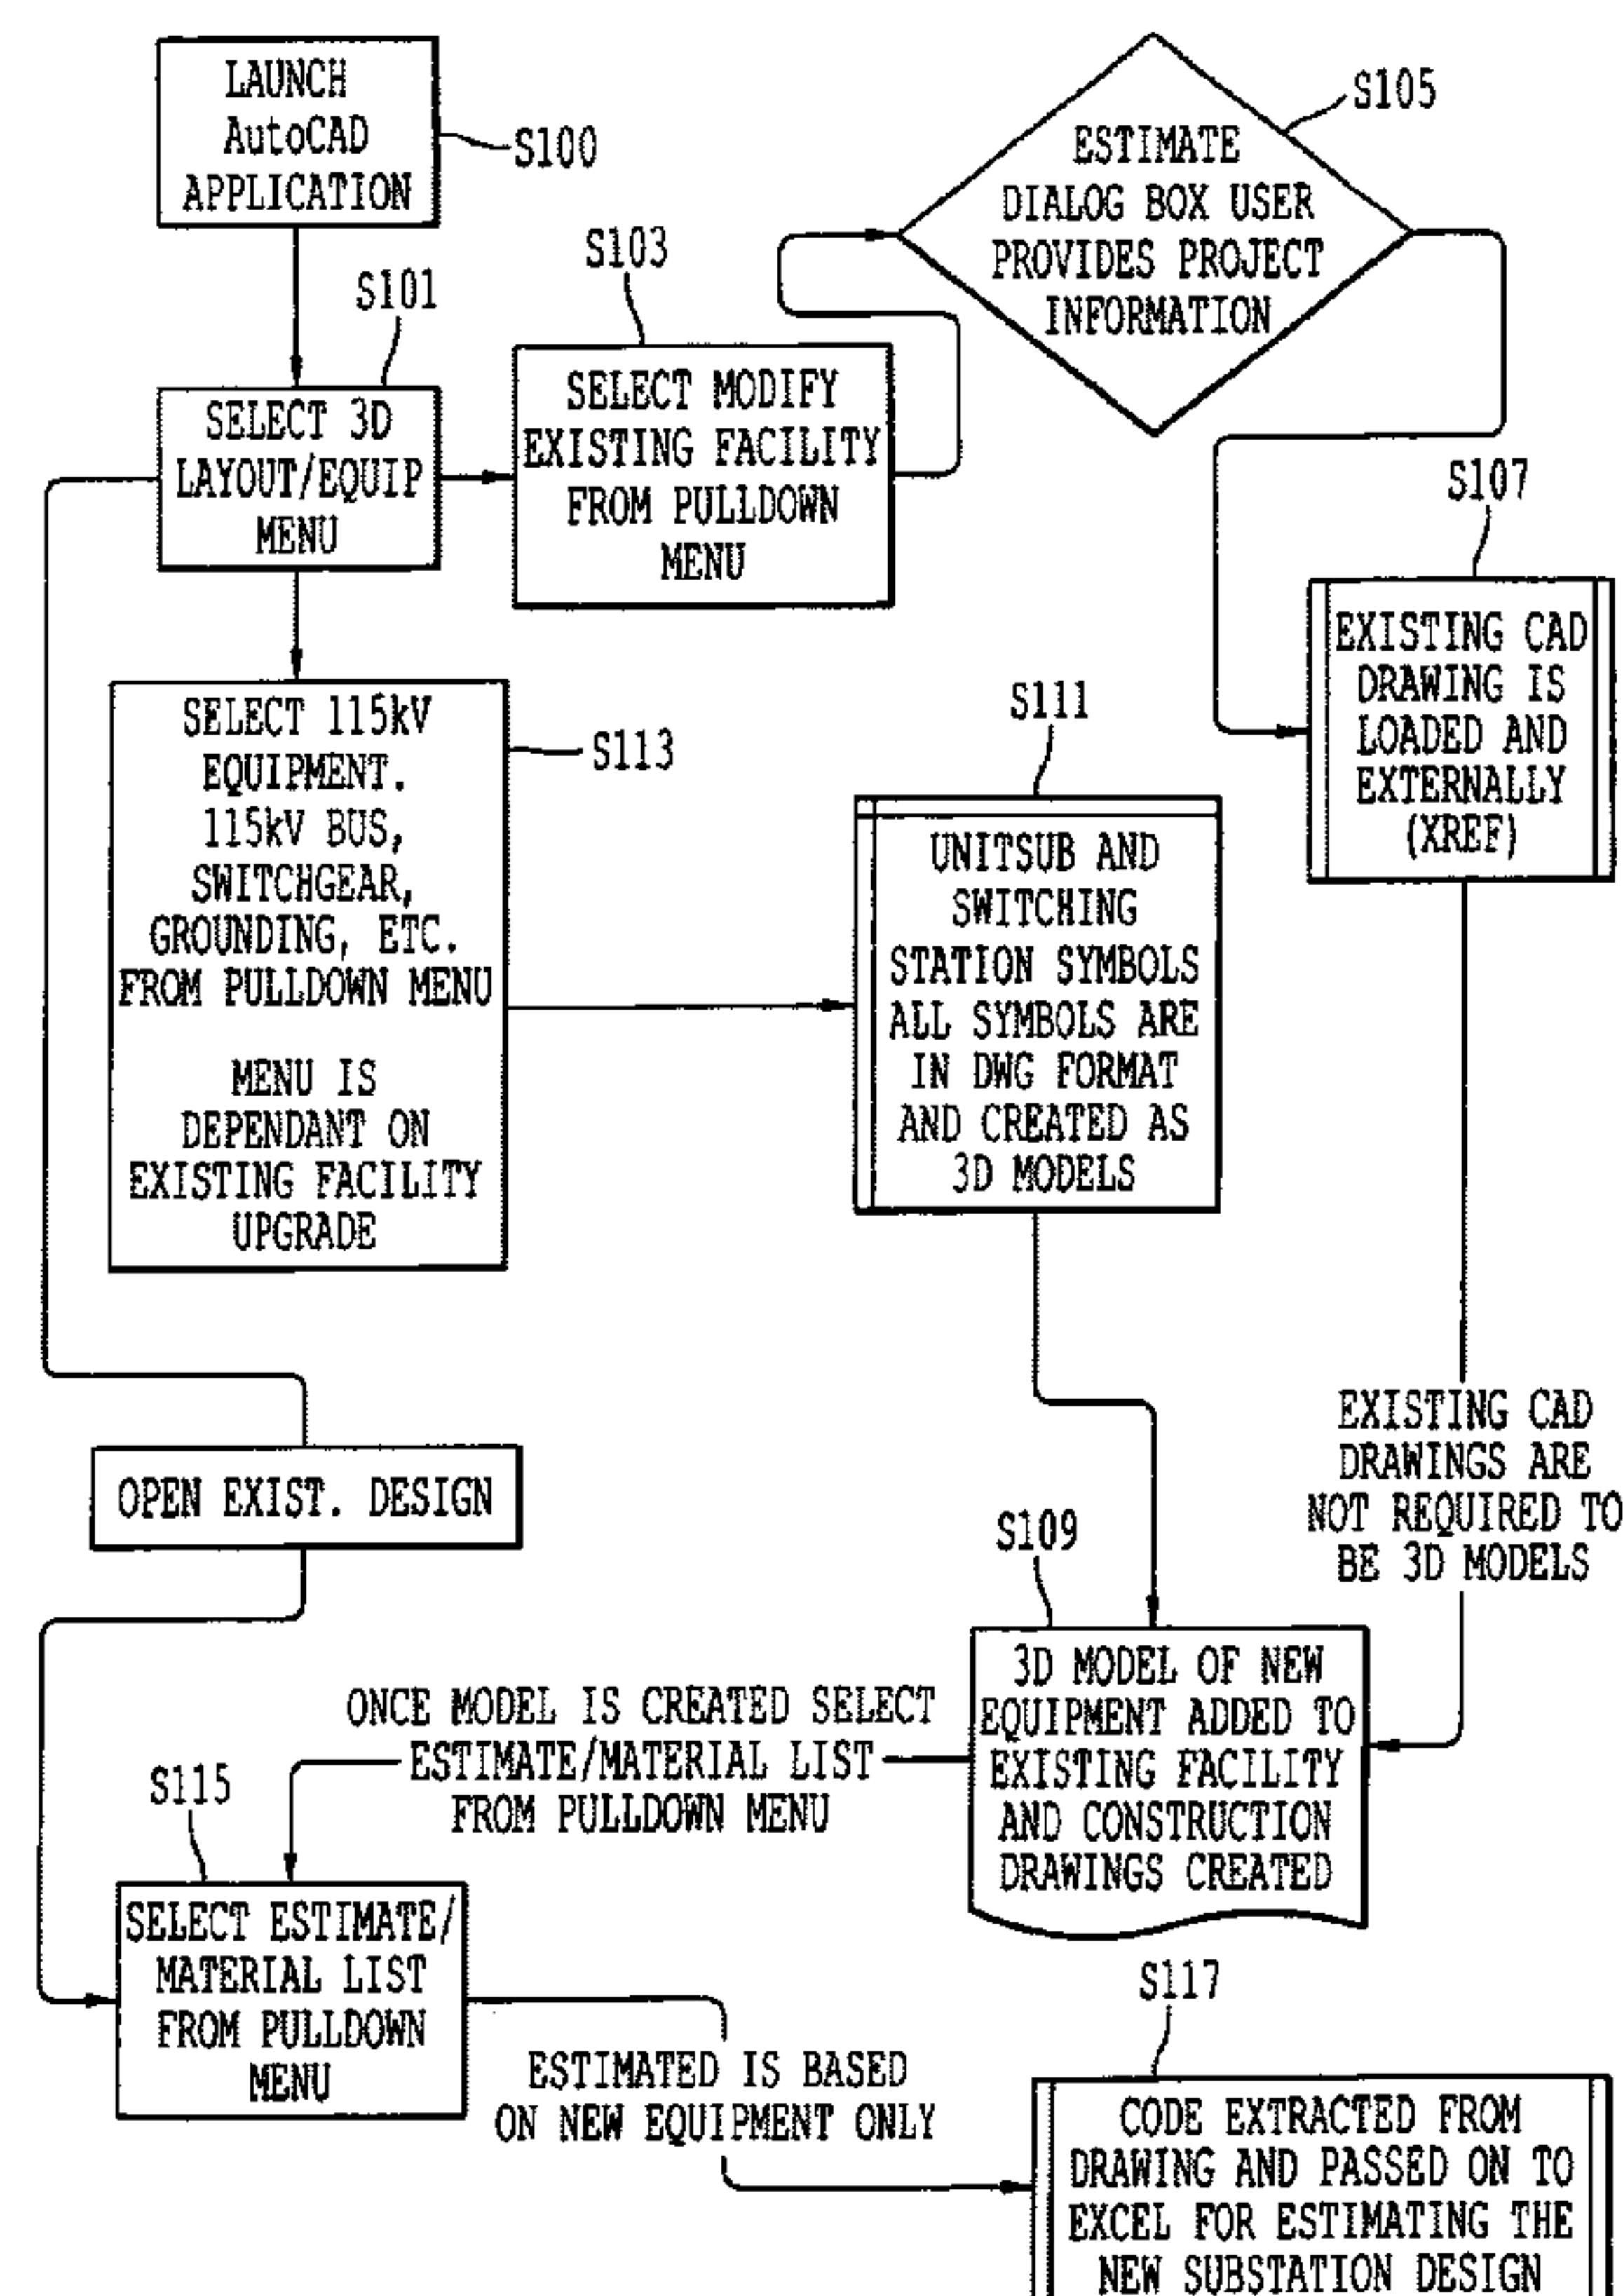 LAUNCH
AutoCAD
APPLICATION
S100
S101
SELECT 3D
LAYOUT/EQUIP
MENU
S103
SELECT MODIFY
EXISTING FACILITY
FROM PULLDOWN
MENU
S105
ESTIMATE
DIALOG BOX USER
PROVIDES PROJECT
INFORMATION
S107
EXISTING CAD
DRAWING IS
LOADED AND
EXTERNALLY
(XREF)
S113
SELECT 115kV
EQUIPMENT.
115kV BUS,
SWITCHGEAR,
GROUNDING, ETC.
FROM PULLDOWN MENU
MENU IS
DEPENDANT ON
EXISTING FACILITY
UPGRADE
S111
UNITSUB AND
SWITCHING
STATION SYMBOLS
ALL SYMBOLS ARE
IN DWG FORMAT
AND CREATED AS
3D MODELS
EXISTING CAD
DRAWINGS ARE
NOT REQUIRED TO
BE 3D MODELS
OPEN EXIST. DESIGN
S109
3D MODEL OF NEW
EQUIPMENT ADDED TO
EXISTING FACILITY
AND CONSTRUCTION
DRAWINGS CREATED
ONCE MODEL IS CREATED SELECT
ESTIMATE/MATERIAL LIST
FROM PULLDOWN MENU
S115
SELECT ESTIMATE/
MATERIAL LIST
FROM PULLDOWN
MENU
ESTIMATED IS BASED
ON NEW EQUIPMENT ONLY
S117
CODE EXTRACTED FROM
DRAWING AND PASSED ON TO
EXCEL FOR ESTIMATING THE
NEW SUBSTATION DESIGN